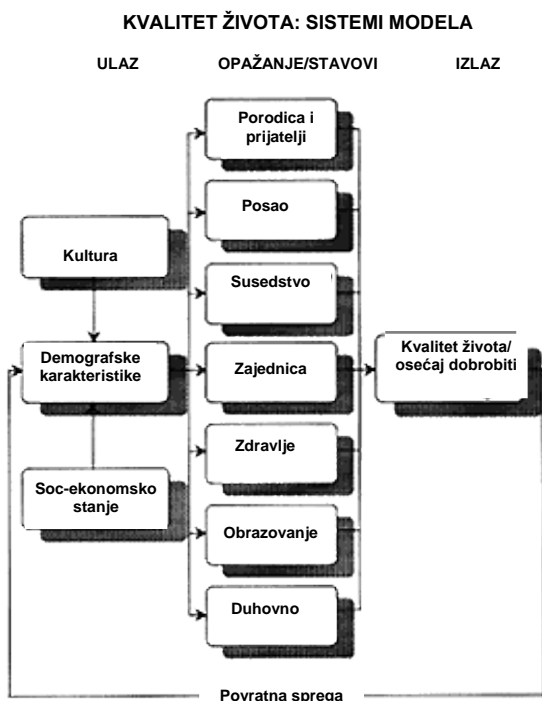 KVALITET ŽIVOTA: SISTEMI MODELA
ULAZ OPAŽANJE/STAVOVI IZLAZ
Porodica i
prijatelji
Posao
Kultura
Susedstvo
Demografske
karakteristike
Zajednica
Kvalitet života/
osećaj dobrobiti
Zdravlje
Soc-ekonomsko
stanje
Obrazovanje
Duhovno
Povratna sprega